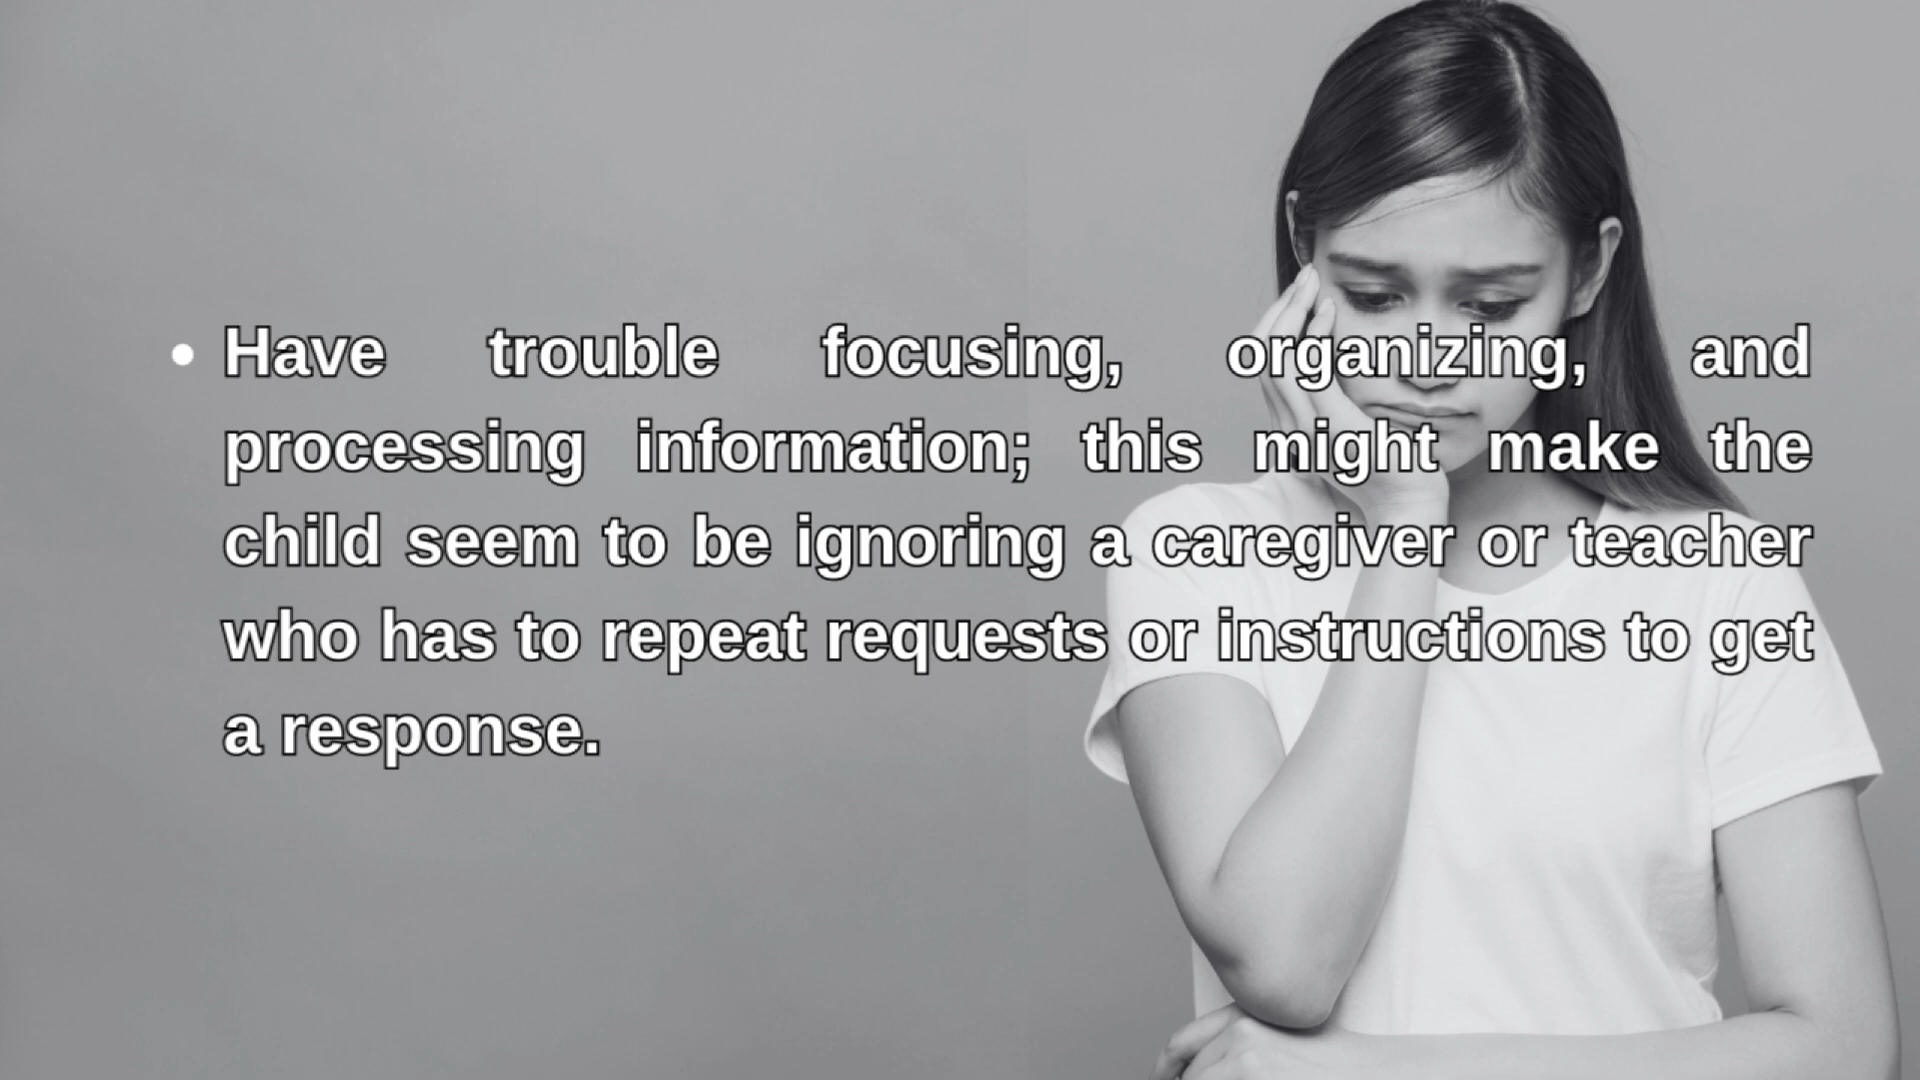 • Have trouble focusing, organizing, and
processing information; this might make the
child seem to be ignoring a caregiver or teacher
who has to repeat requests or instructions to get
a response.